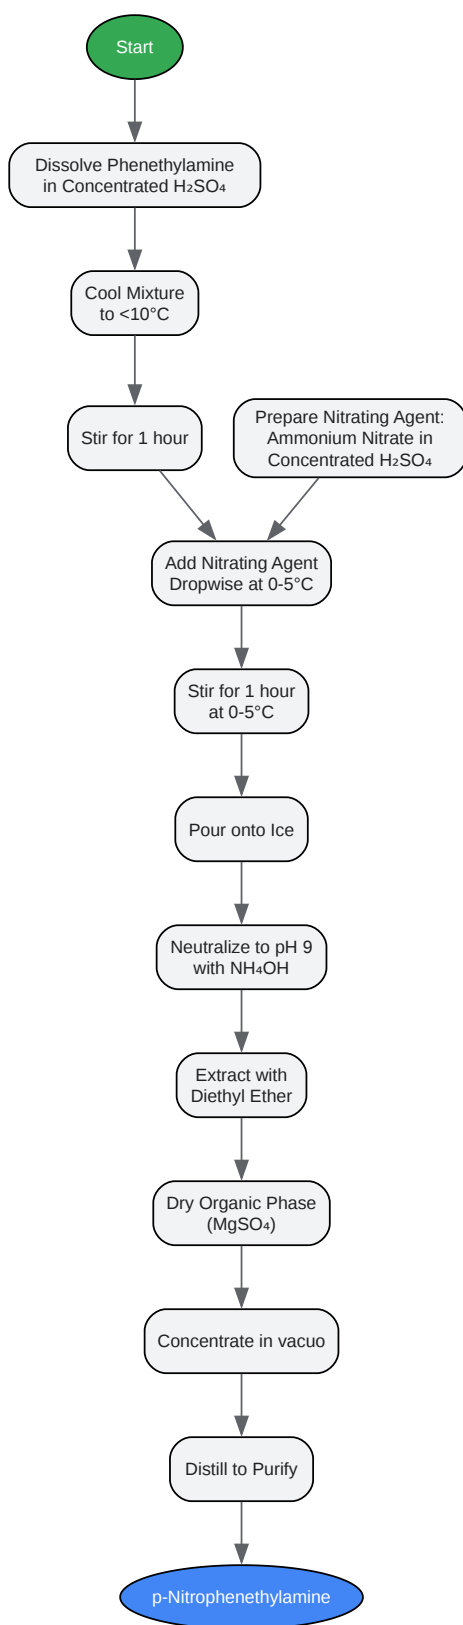 Start
Dissolve Phenethylamine
in Concentrated H₂SO₄
Cool Mixture
to <10°C
Stir for 1 hour
Prepare Nitrating Agent:
Ammonium Nitrate in
Concentrated H₂SO₄
Add Nitrating Agent
Dropwise at 0-5°C
Stir for 1 hour
at 0-5°C
Pour onto Ice
Neutralize to pH 9
with NH₄OH
Extract with
Diethyl Ether
Dry Organic Phase
(MgSO₄)
Concentrate in vacuo
Distill to Purify
p-Nitrophenethylamine